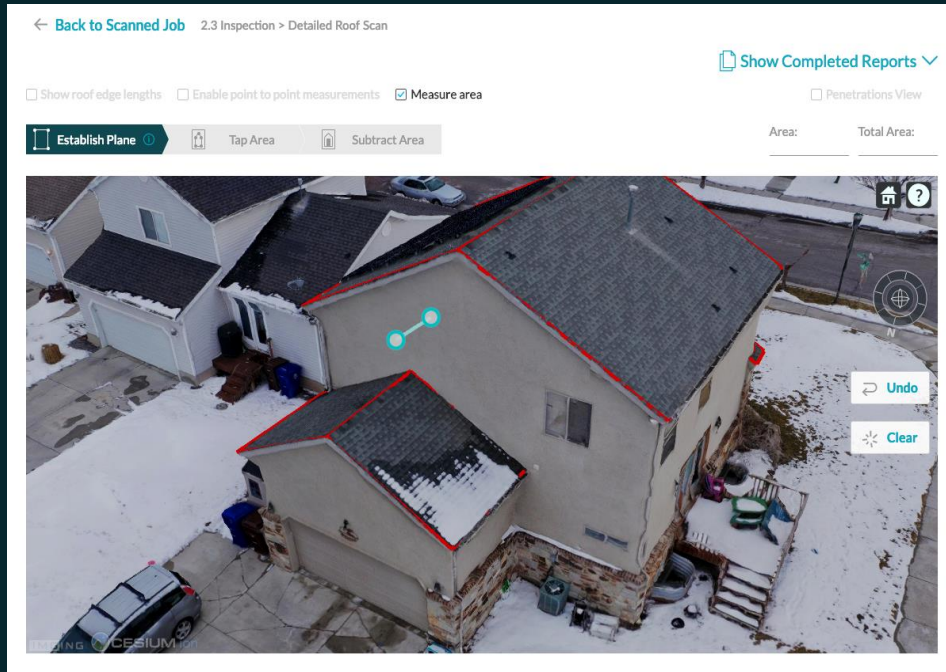 Back to Scanned Job 2.3 Inspection > Detailed Roof Scan
Show Completed Reports
Show roof edge lengths Enable point to point measurements Measure area Penetrations View
Establish Plane Tap Area Subtract Area Area: Total Area:
?
N
Undo
Clear
CESIUM ion